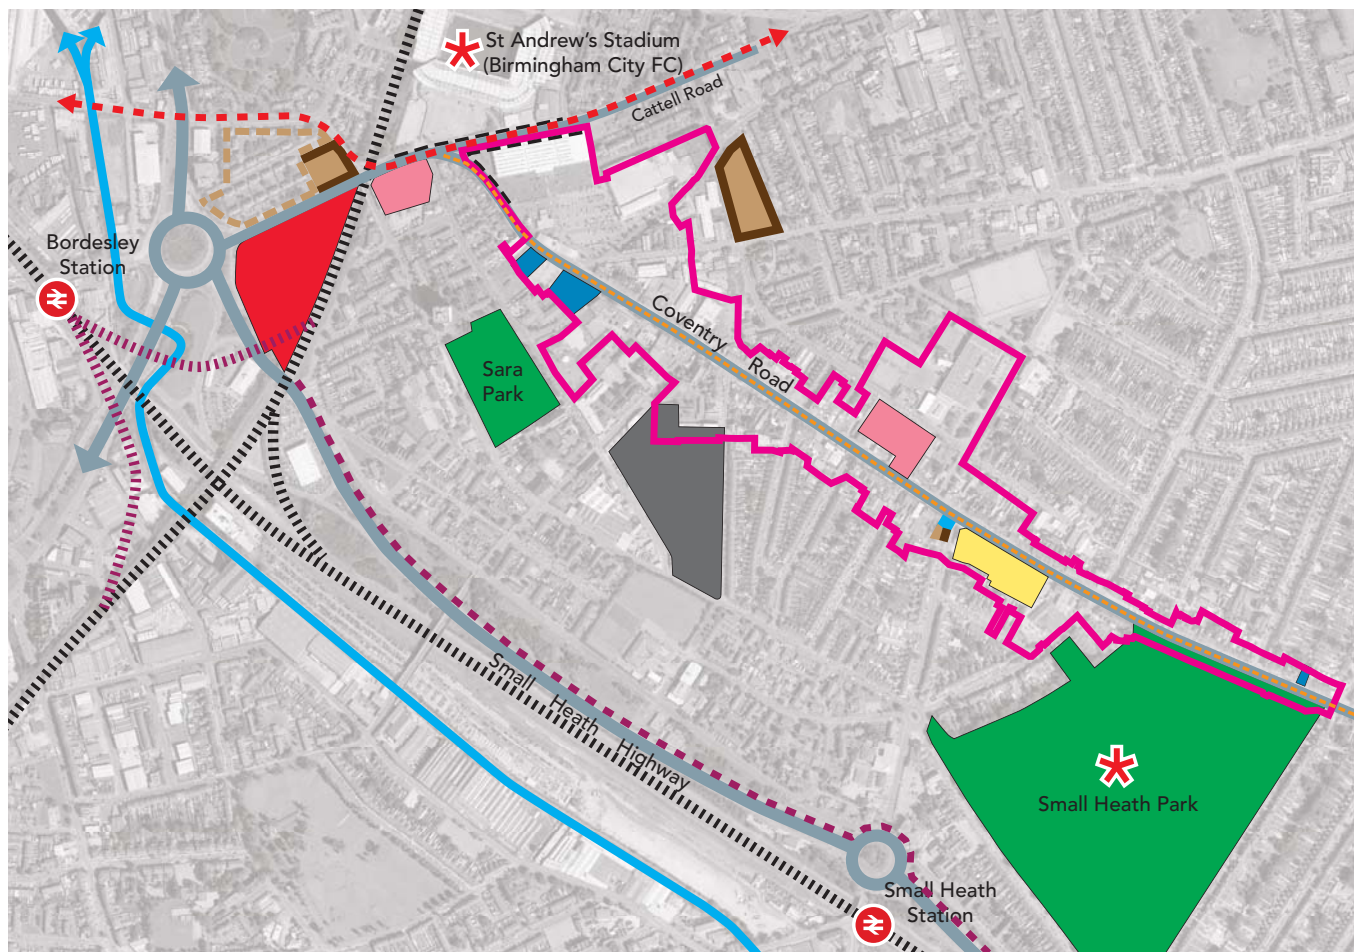 St Andrew's Stadium
(Birmingham City FC)
Cattell Road
Bordesley
Station
Coventry
Road
Sara
Park
Small Heath Highway
Small Heath Park
Small Heath
Station